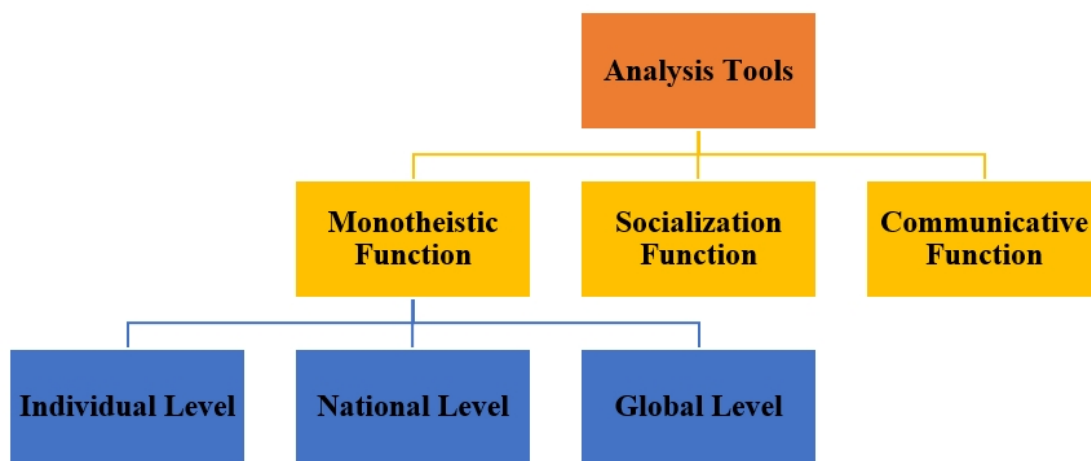 Analysis Tools
Monotheistic
Function
Socialization
Function
Communicative
Function
Individual Level
National Level
Global Level